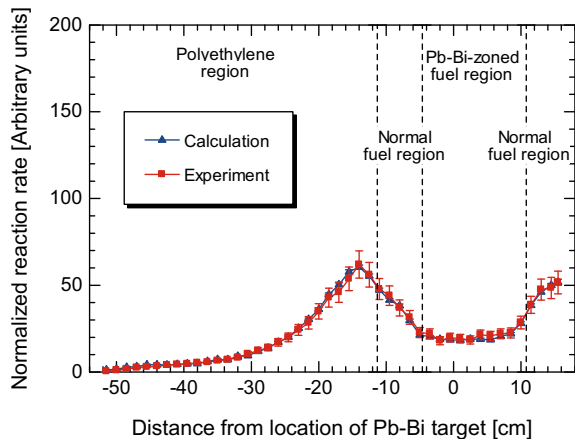 Normalized reaction rate [Arbitrary units]
200
150
100
50
0
Polyethylene
region
Pb-Bi-zoned
fuel region
Normal
fuel region
Normal
fuel region
Calculation
Experiment
-50 -40 -30 -20 -10 0 10
Distance from location of Pb-Bi target [cm]